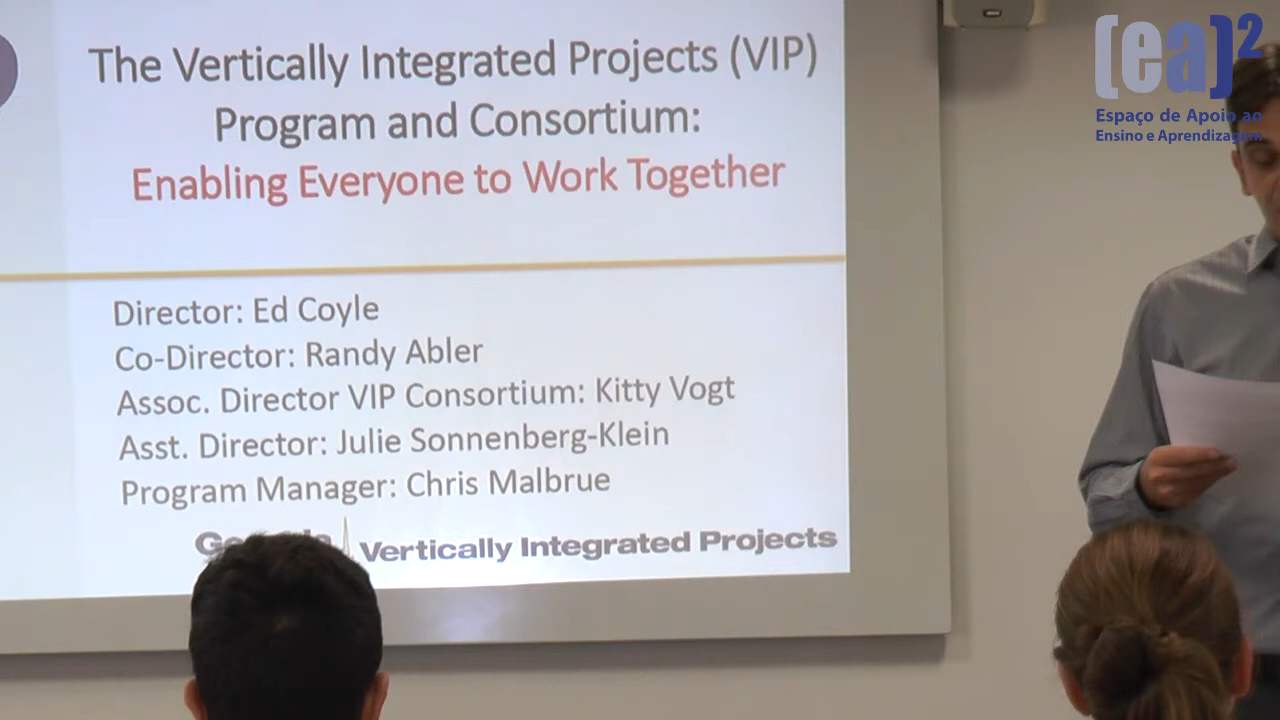 The Vertically Integrated Projects (VIP)
Program and Consortium:
Enabling Everyone to Work Together
Director: Ed Coyle
Co-Director: Randy Abler
Assoc. Director VIP Consortium: Kitty Vogt
Asst. Director: Julie Sonnenberg-Klein
Program Manager: Chris Malbrue
Vertically Integrated Projects
(ea)²
Espaço de Apoio ao
Ensino e Aprendizagem